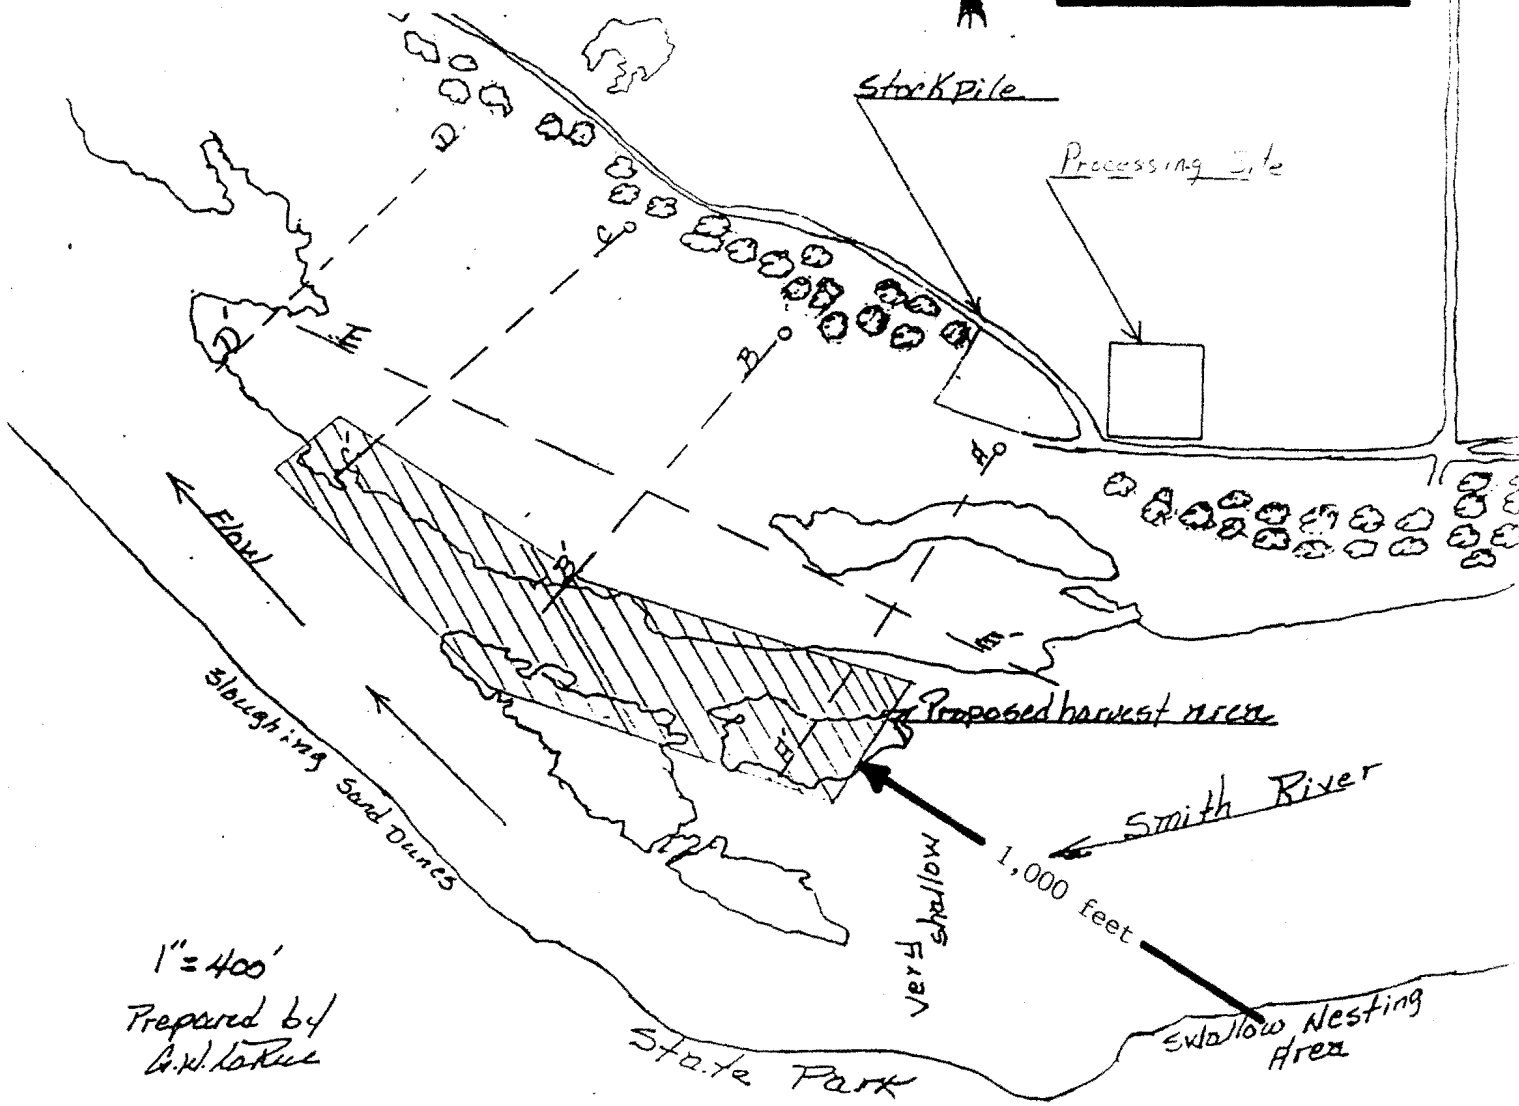 Stockpile
Processing Site
D
C
B
A
D'
E
C'
B'
A'
E'
Flow
Proposed harvest area
Sloughing Sand Dunes
Smith River
1,000 feet
very shallow
1"=400'
Prepared by
G.W. LaRue
State Park
Swallow Nesting
Area